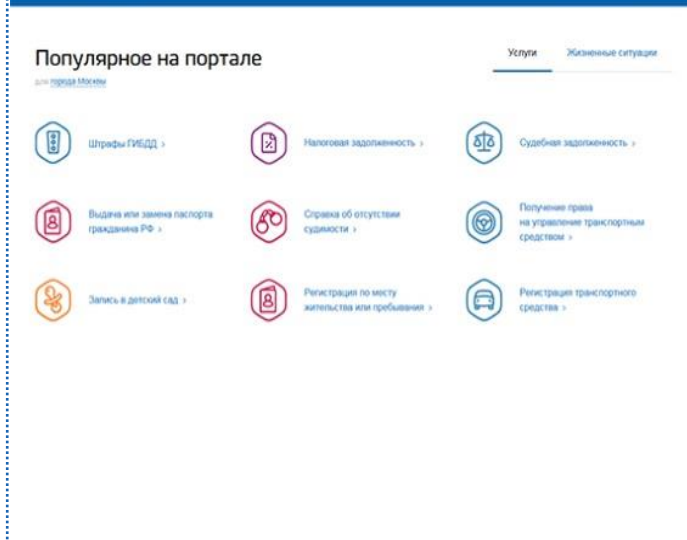 Популярное на портале
Услуги
Жизненные ситуации
для города Москвы
Штрафы ГИБДД ›
Налоговая задолженность ›
Судебная задолженность ›
Выдача или замена паспорта
гражданина РФ ›
Справка об отсутствии
судимости ›
Получение права
на управление транспортным
средством ›
Запись в детский сад ›
Регистрация по месту
жительства или пребывания ›
Регистрация транспортного
средства ›